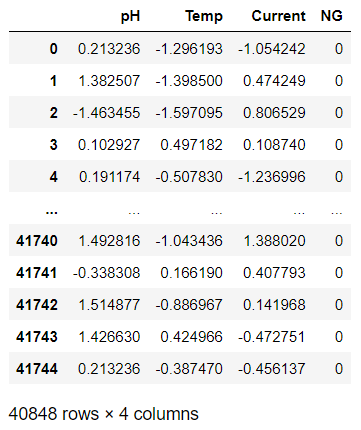 pH Temp Current NG
0 0.213236 -1.296193 -1.054242 0
1 1.382507 -1.398500 0.474249 0
2 -1.463455 -1.597095 0.806529 0
3 0.102927 0.497182 0.108740 0
4 0.191174 -0.507830 -1.236996 0
... ... ... ... ...
41740 1.492816 -1.043436 1.388020 0
41741 -0.338308 0.166190 0.407793 0
41742 1.514877 -0.886967 0.141968 0
41743 1.426630 0.424966 -0.472751 0
41744 0.213236 -0.387470 -0.456137 0
40848 rows × 4 columns